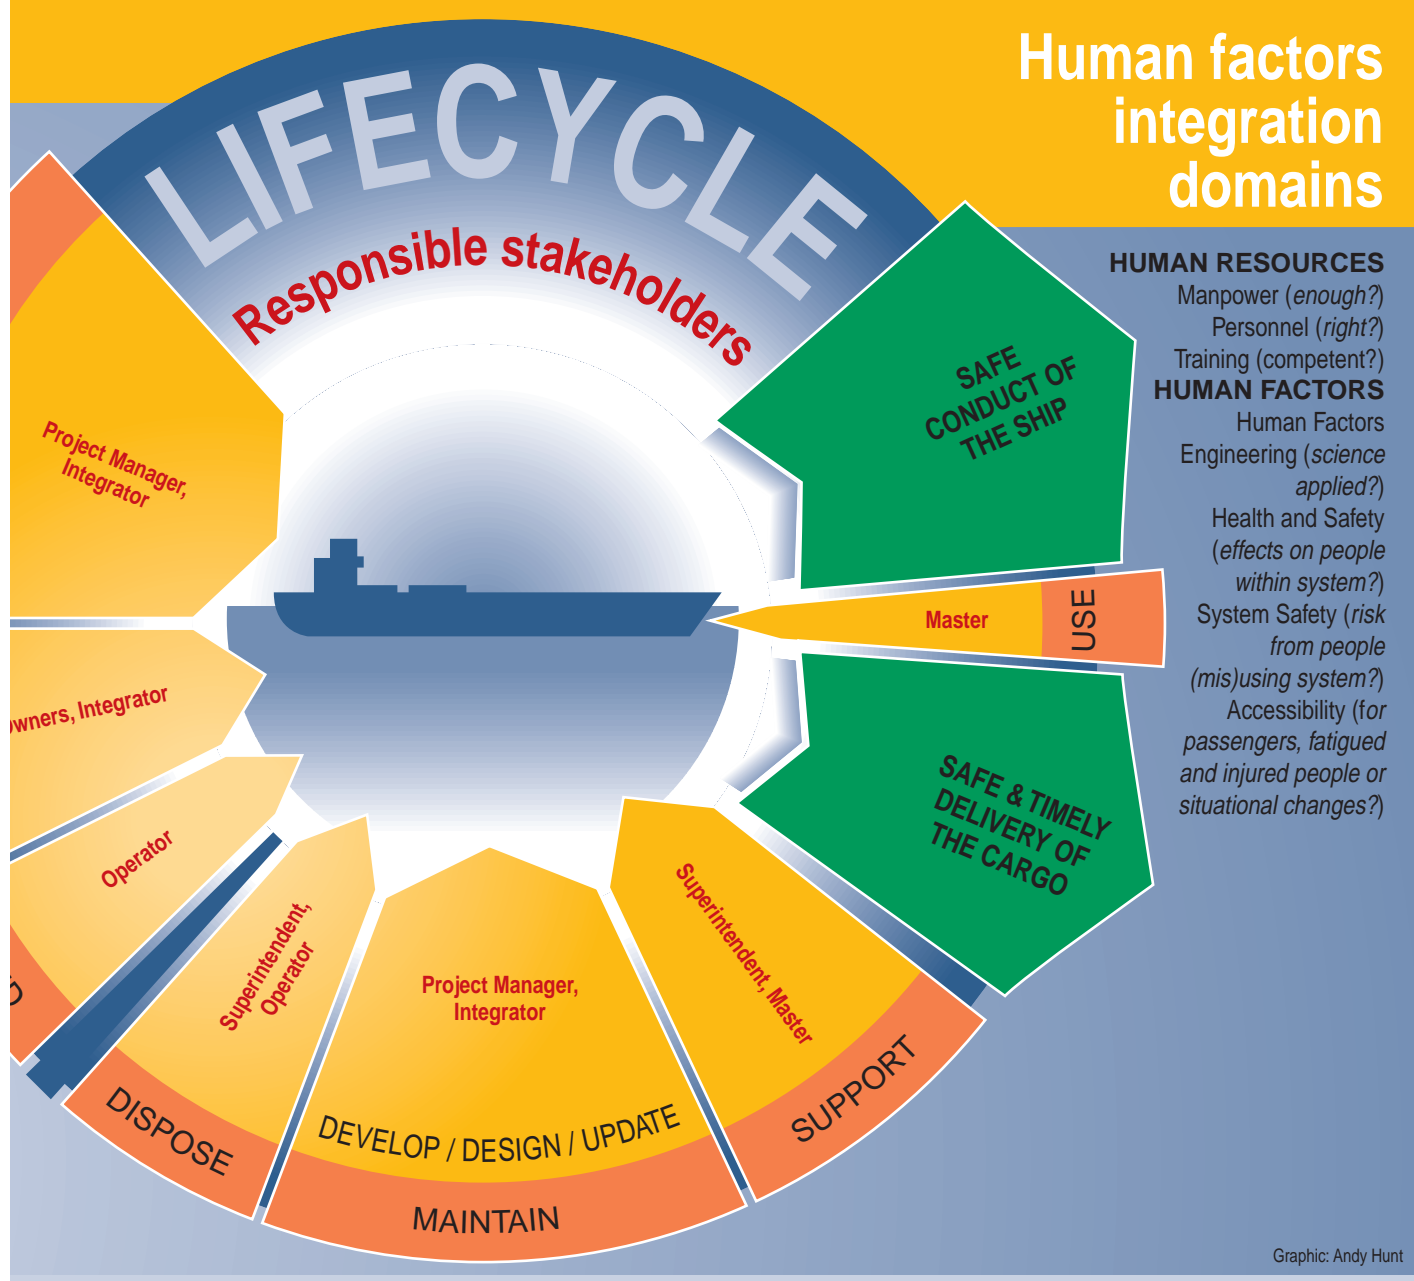 LIFECYCLE
Responsible stakeholders
Human factors
integration
domains
HUMAN RESOURCES
Manpower (enough?)
Personnel (right?)
Training (competent?)
HUMAN FACTORS
Human Factors
Engineering (science
applied?)
Health and Safety
(effects on people
within system?)
System Safety (risk
from people
(mis)using system?)
Accessibility (for
passengers, fatigued
and injured people or
situational changes?)
SAFE
CONDUCT OF
THE SHIP
Master
USE
SAFE & TIMELY
DELIVERY OF
THE CARGO
Superintendent, Master
SUPPORT
Project Manager,
Integrator
DEVELOP / DESIGN / UPDATE
MAINTAIN
Superintendent,
Operator
DISPOSE
Operator
Integrator
Project Manager,
Integrator
Graphic: Andy Hunt